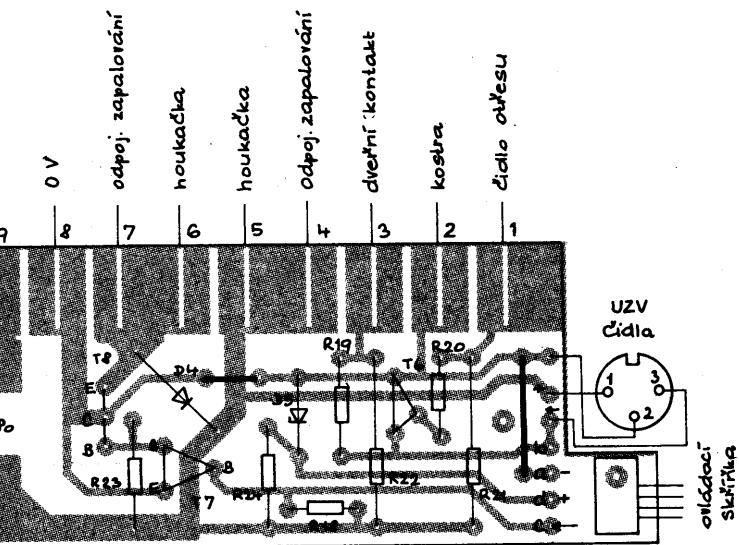 0 V
odpoj. zapalování
houkačka
houkačka
odpoj. zapalování
dveřní kontakt
kostra
čidlo otřesu
9
8
7
6
5
4
3
2
1
UZV
čidla
R19
R20
T8
D4
T6
E
C
B
D5
1
3
2
Po
B
E
B
R23
T7
R24
R22
R21
-
+
-
ovládací
skříňka